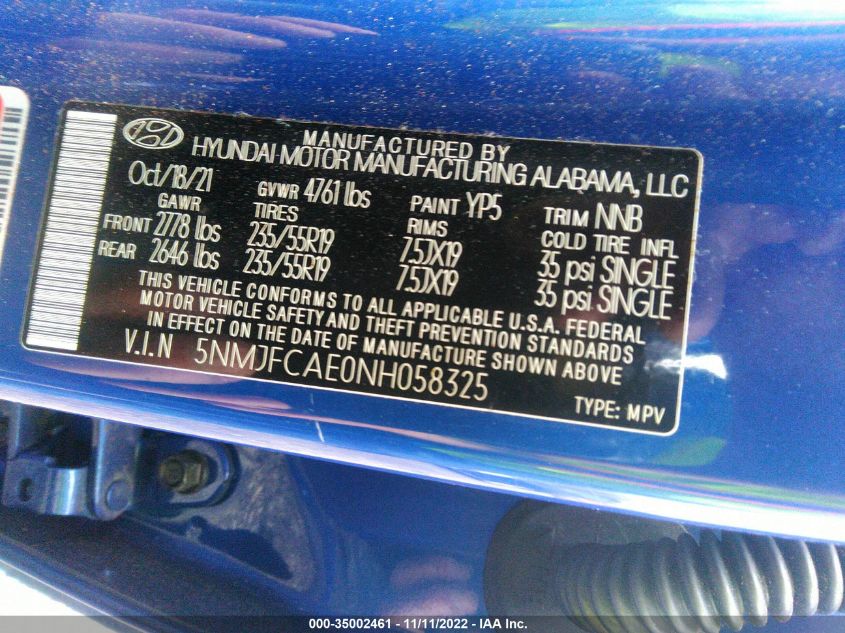 MANUFACTURED BY
HYUNDAI MOTOR MANUFACTURING ALABAMA, LLC
Oct/18/21 GVWR 4761 lbs PAINT YP5 TRIM NNB
GAWR TIRES RIMS COLD TIRE INFL
FRONT 2778 lbs 235/55R19 7.5JX19 35 psi SINGLE
REAR 2646 lbs 235/55R19 7.5JX19 35 psi SINGLE
THIS VEHICLE CONFORMS TO ALL APPLICABLE U.S.A. FEDERAL
MOTOR VEHICLE SAFETY AND THEFT PREVENTION STANDARDS
IN EFFECT ON THE DATE OF MANUFACTURE SHOWN ABOVE
V.I.N 5NMJFCAE0NH058325
TYPE: MPV
000-35002461 - 11/11/2022 - www.iaai.com